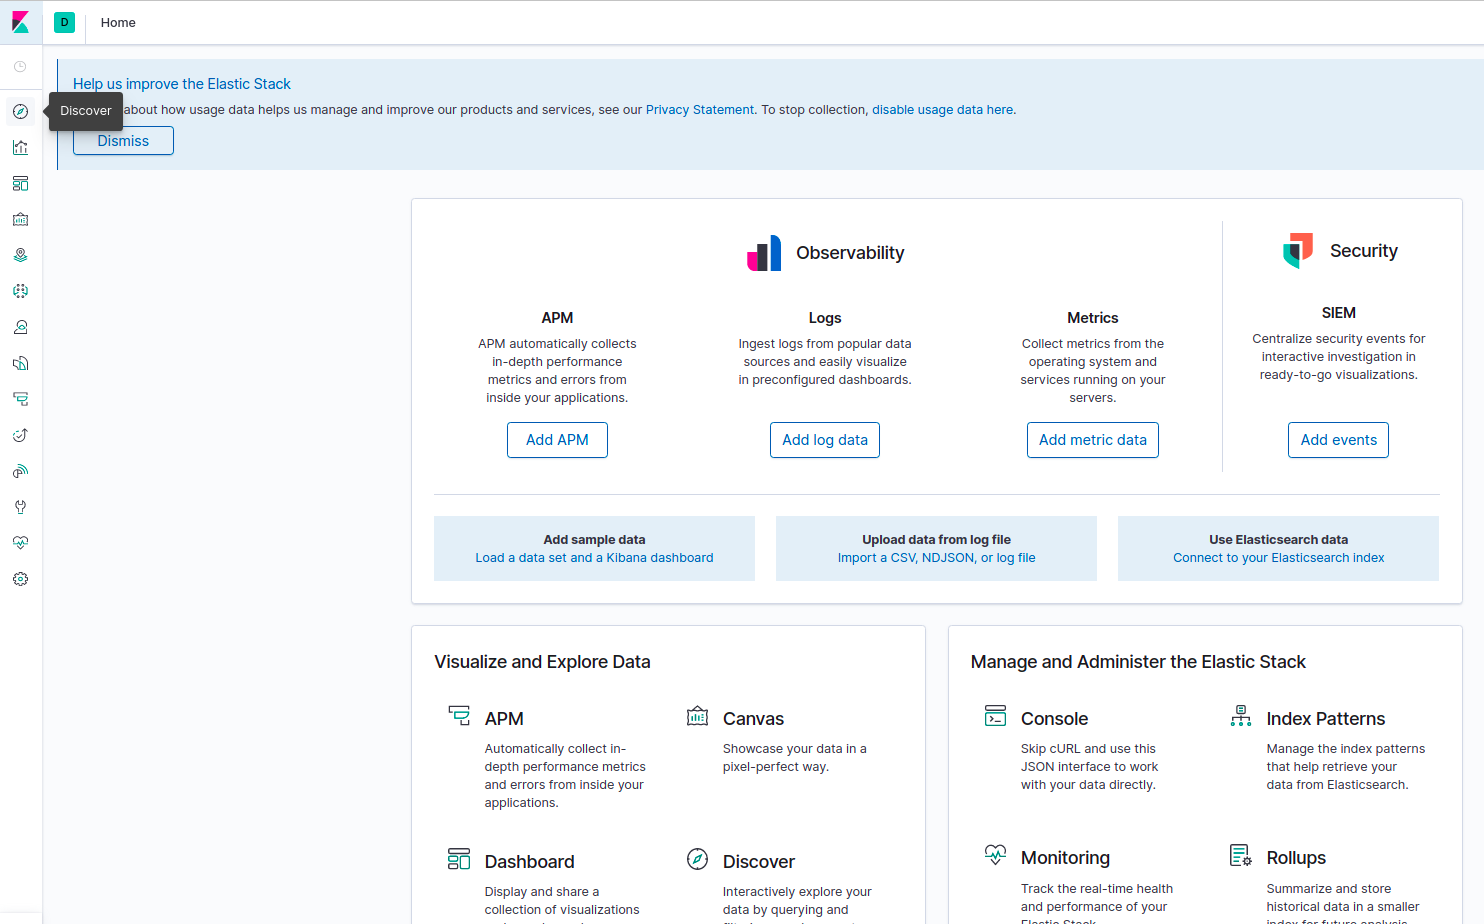 D
Home
Help us improve the Elastic Stack
Discover
about how usage data helps us manage and improve our products and services, see our Privacy Statement. To stop collection, disable usage data here.
Dismiss
Observability
Security
APM
APM automatically collects
in-depth performance
metrics and errors from
inside your applications.
Add APM
Logs
Ingest logs from popular data
sources and easily visualize
in preconfigured dashboards.
Add log data
Metrics
Collect metrics from the
operating system and
services running on your
servers.
Add metric data
SIEM
Centralize security events for
interactive investigation in
ready-to-go visualizations.
Add events
Add sample data
Load a data set and a Kibana dashboard
Upload data from log file
Import a CSV, NDJSON, or log file
Use Elasticsearch data
Connect to your Elasticsearch index
Visualize and Explore Data
APM
Automatically collect in-
depth performance metrics
and errors from inside your
applications.
Canvas
Showcase your data in a
pixel-perfect way.
Dashboard
Display and share a
collection of visualizations
Discover
Interactively explore your
data by querying and
Manage and Administer the Elastic Stack
Console
Skip cURL and use this
JSON interface to work
with your data directly.
Index Patterns
Manage the index patterns
that help retrieve your
data from Elasticsearch.
Monitoring
Track the real-time health
and performance of your
Elastic Stack.
Rollups
Summarize and store
historical data in a smaller
index for future analysis.